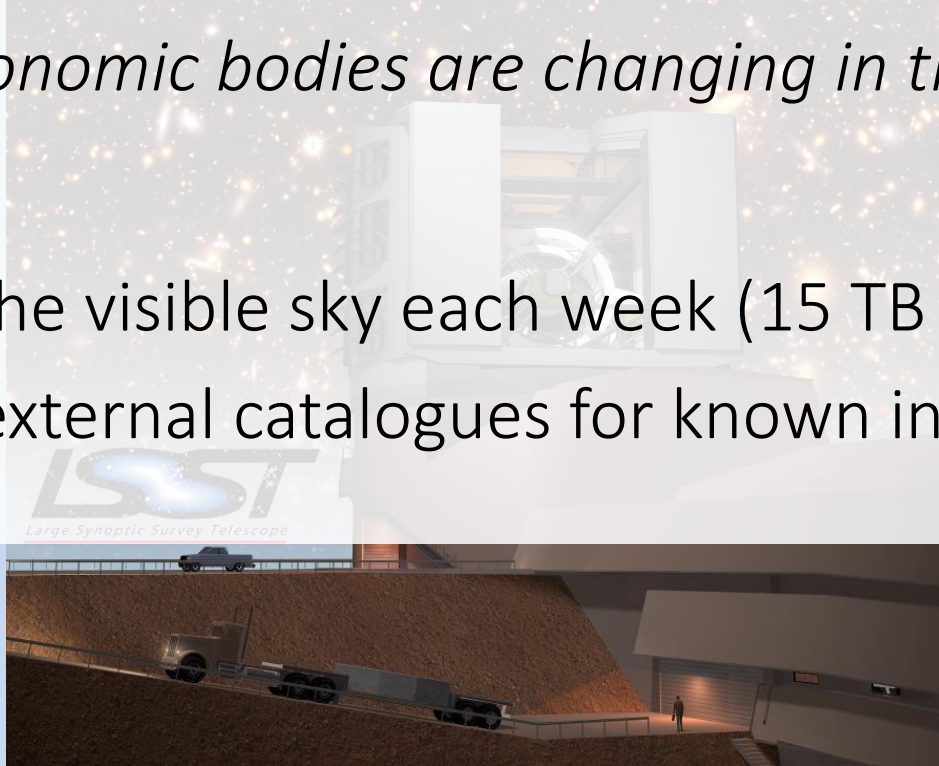 onomic bodies are changing in t
he visible sky each week (15 TB
external catalogues for known in
LSST
Large Synoptic Survey Telescope